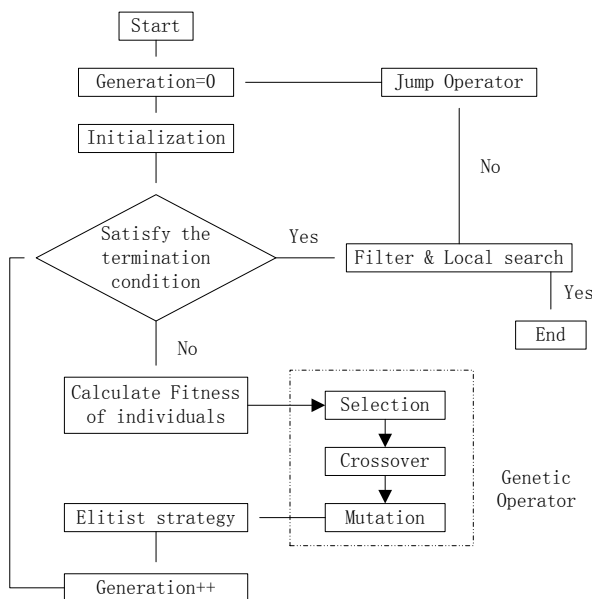 Start
Generation=0
Jump Operator
Initialization
No
Satisfy the
termination
condition
Yes
Filter & Local search
Yes
End
No
Calculate Fitness
of individuals
Selection
Crossover
Genetic
Operator
Elitist strategy
Mutation
Generation++